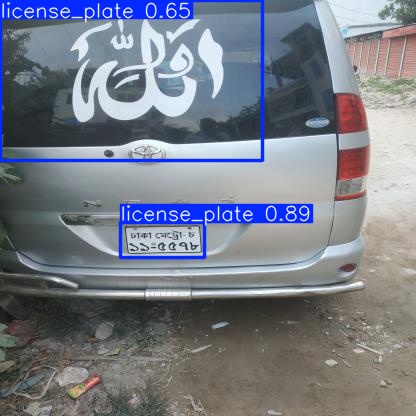 license_plate 0.65
الله
license_plate 0.89
ঢাকা মেট্রো-চ
১১-৫৫৭৮